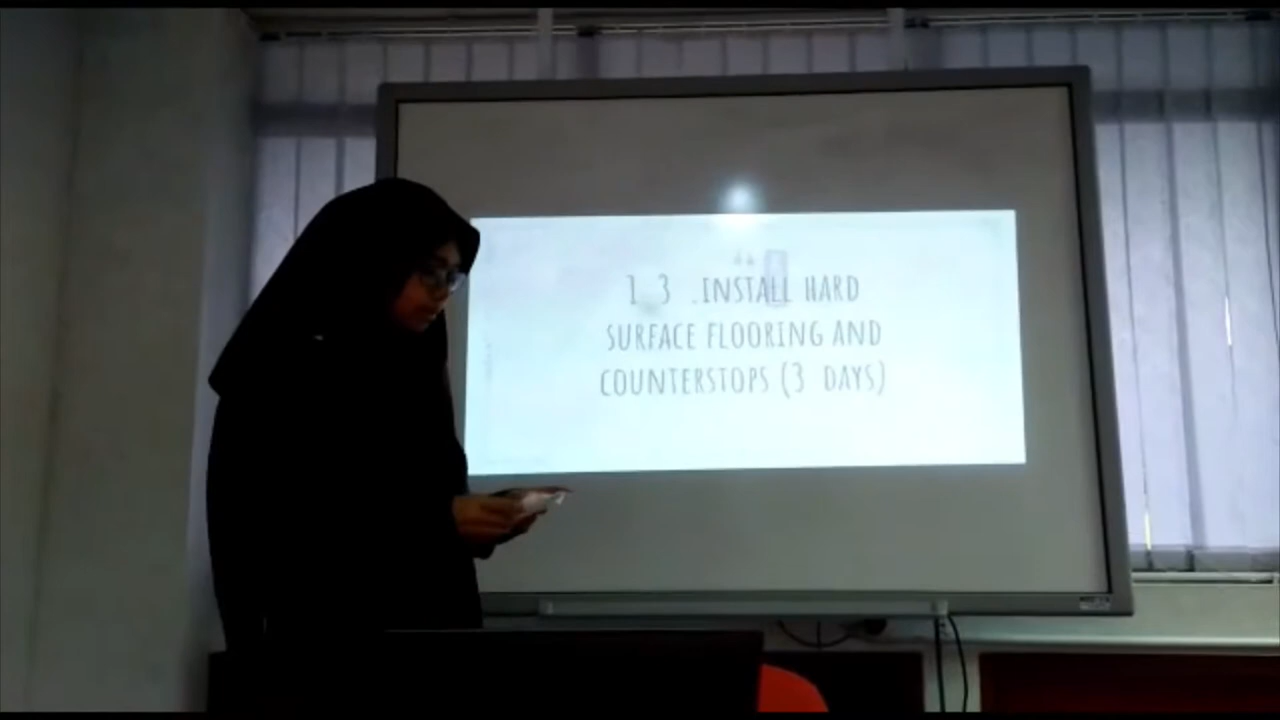 “
1 3 .INSTALL HARD
SURFACE FLOORING AND
COUNTERSTOPS (3 DAYS)